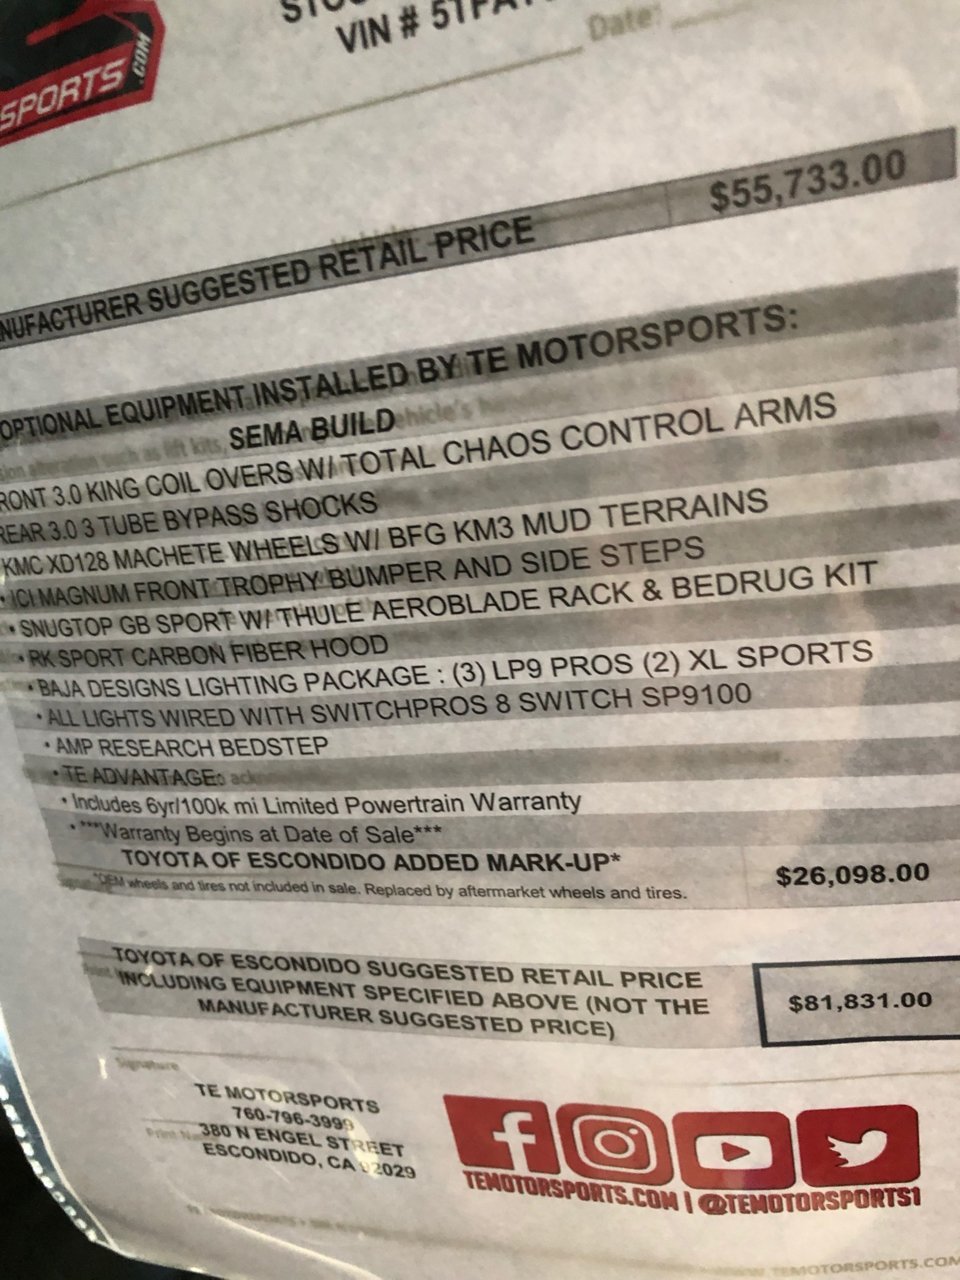 SPORTS.COM
VIN #
Date:
MANUFACTURER SUGGESTED RETAIL PRICE $55,733.00
OPTIONAL EQUIPMENT INSTALLED BY TE MOTORSPORTS:
SEMA BUILD
FRONT 3.0 KING COIL OVERS W/ TOTAL CHAOS CONTROL ARMS
REAR 3.0 3 TUBE BYPASS SHOCKS
KMC XD128 MACHETE WHEELS W/ BFG KM3 MUD TERRAINS
• ICI MAGNUM FRONT TROPHY BUMPER AND SIDE STEPS
• SNUGTOP GB SPORT W/ THULE AEROBLADE RACK & BEDRUG KIT
• RK SPORT CARBON FIBER HOOD
• BAJA DESIGNS LIGHTING PACKAGE : (3) LP9 PROS (2) XL SPORTS
• ALL LIGHTS WIRED WITH SWITCHPROS 8 SWITCH SP9100
• AMP RESEARCH BEDSTEP
• TE ADVANTAGE:
• Includes 6yr/100k mi Limited Powertrain Warranty
• ***Warranty Begins at Date of Sale***
TOYOTA OF ESCONDIDO ADDED MARK-UP* $26,098.00
*OEM wheels and tires not included in sale. Replaced by aftermarket wheels and tires.
TOYOTA OF ESCONDIDO SUGGESTED RETAIL PRICE
INCLUDING EQUIPMENT SPECIFIED ABOVE (NOT THE
MANUFACTURER SUGGESTED PRICE) $81,831.00
Signature
TE MOTORSPORTS
760-796-3999
380 N ENGEL STREET
ESCONDIDO, CA 92029
TEMOTORSPORTS.COM | @TEMOTORSPORTS1
WWW.TEMOTORSPORTS.COM